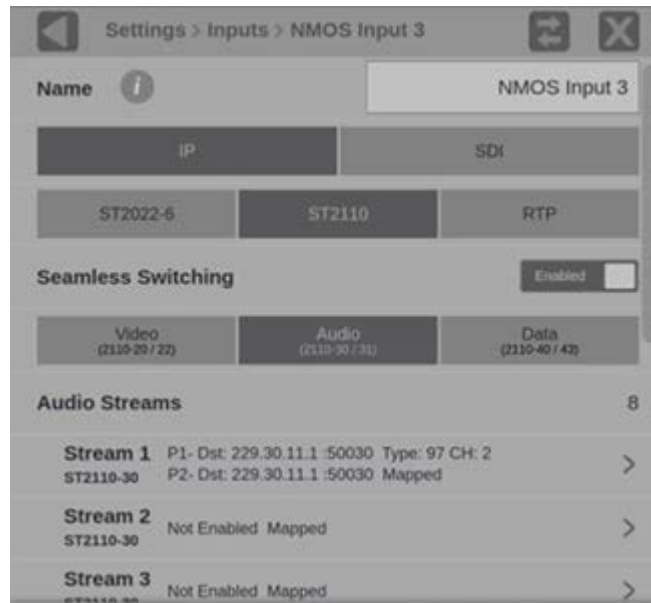 Settings > Inputs > NMOS Input 3
Name i NMOS Input 3
IP SDI
ST2022-6 ST2110 RTP
Seamless Switching Enabled
Video Audio Data
(2110-20 / 22) (2110-30 / 31) (2110-40 / 43)
Audio Streams 8
Stream 1 P1- Dst: 229.30.11.1 :50030 Type: 97 CH: 2
ST2110-30 P2- Dst: 229.30.11.1 :50030 Mapped
Stream 2
ST2110-30 Not Enabled Mapped
Stream 3
ST2110-30 Not Enabled Mapped